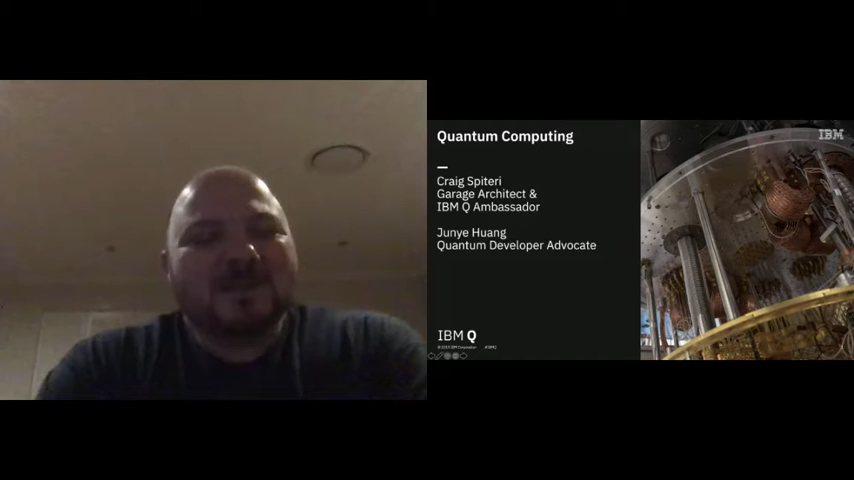 Quantum Computing
Craig Spiteri
Garage Architect &
IBM Q Ambassador
Junye Huang
Quantum Developer Advocate
IBM Q
IBM